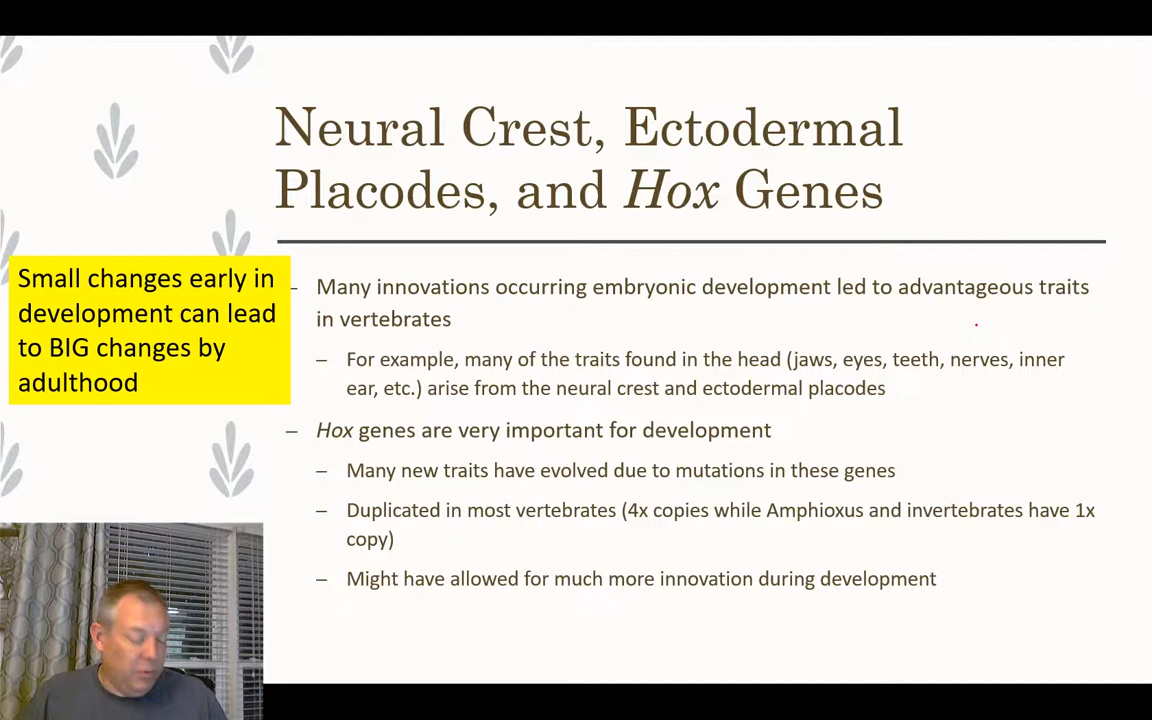 Neural Crest, Ectodermal
Placodes, and Hox Genes
Small changes early in
development can lead
to BIG changes by
adulthood
– Many innovations occurring embryonic development led to advantageous traits
in vertebrates
– For example, many of the traits found in the head (jaws, eyes, teeth, nerves, inner
ear, etc.) arise from the neural crest and ectodermal placodes
– Hox genes are very important for development
– Many new traits have evolved due to mutations in these genes
– Duplicated in most vertebrates (4x copies while Amphioxus and invertebrates have 1x
copy)
– Might have allowed for much more innovation during development